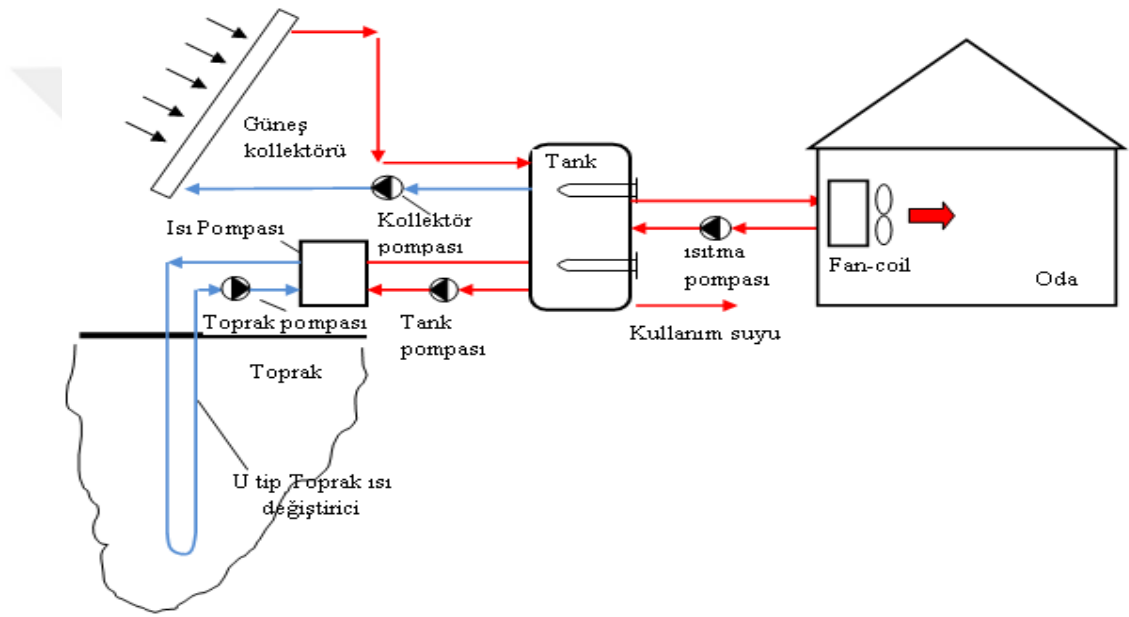 Güneş
kollektörü
Tank
Kollektör
pompası
Isı Pompası
ısıtma
pompası
Fan-coil
Oda
Toprak pompası
Tank
pompası
Kullanım suyu
Toprak
U tip Toprak ısı
değiştirici